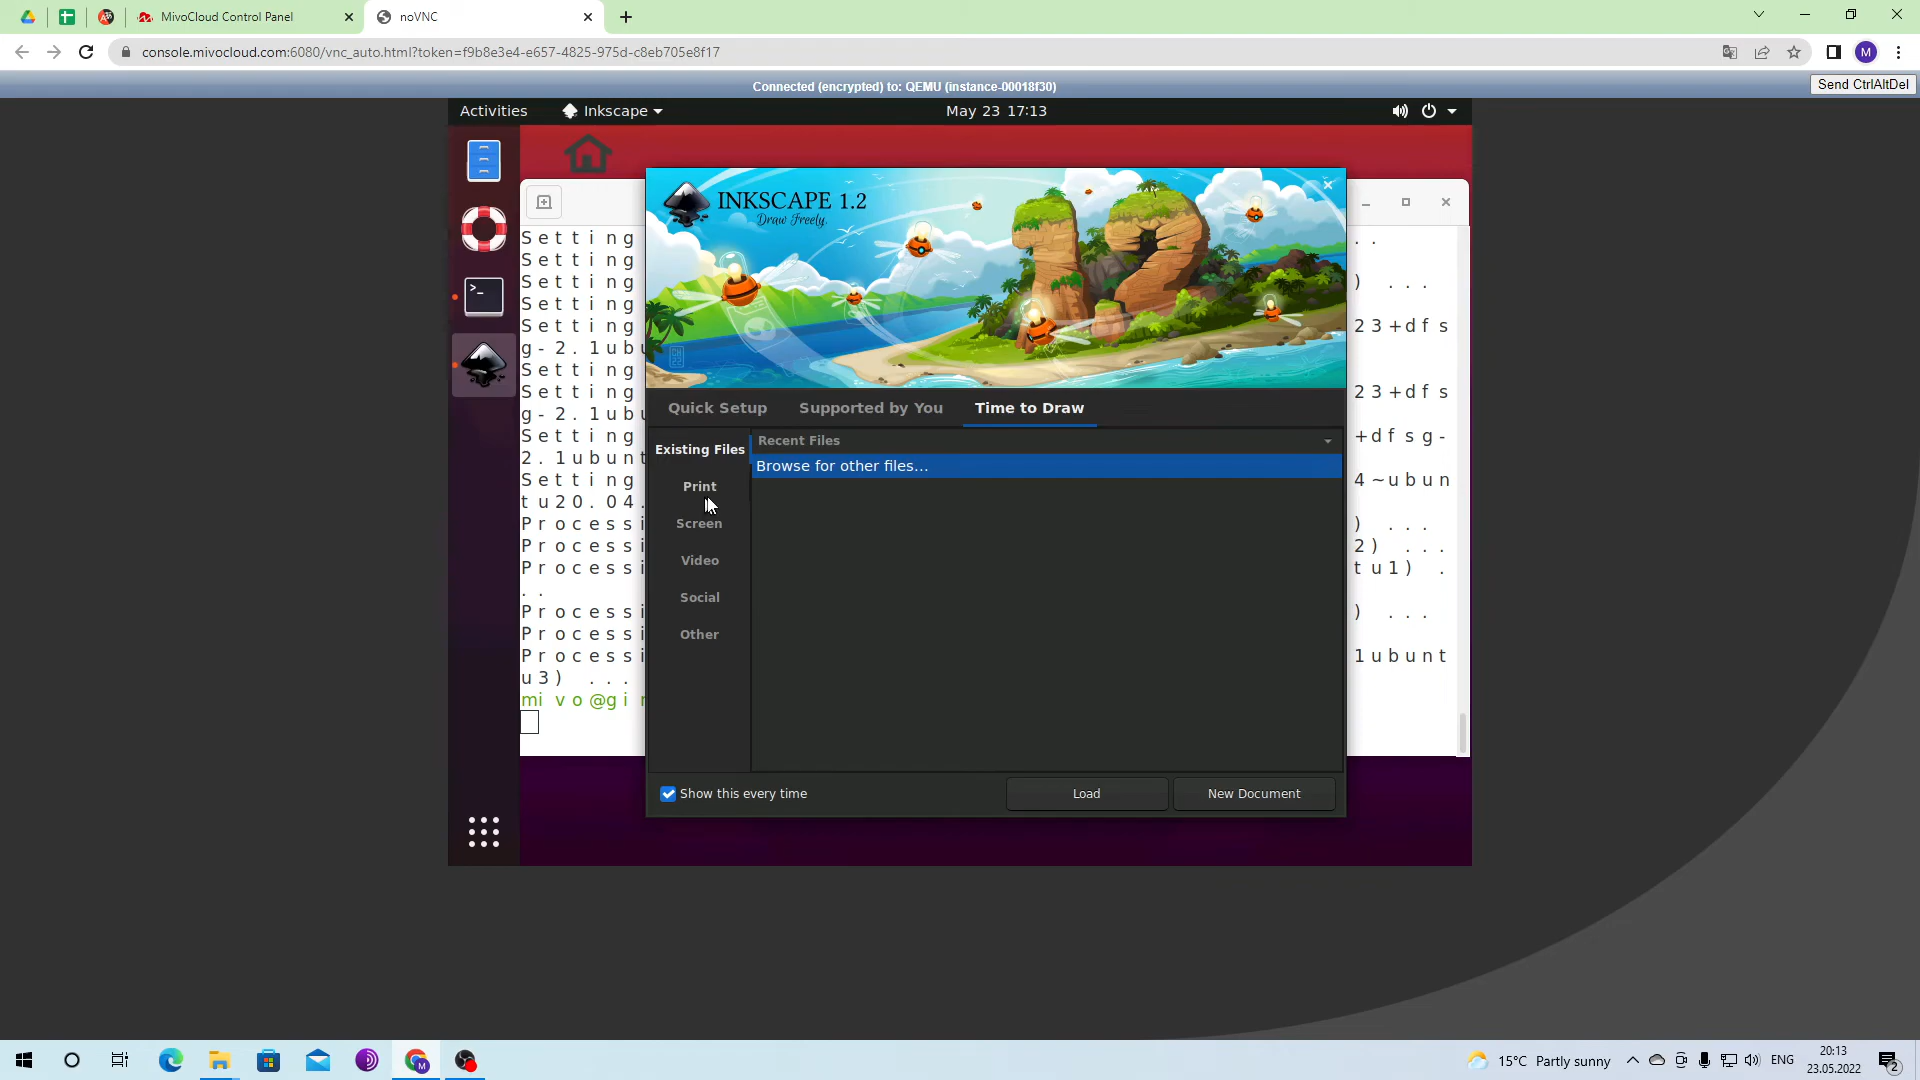 MivoCloud Control Panel
noVNC
console.mivocloud.com:6080/vnc_auto.html?token=f9b8e3e4-e657-4825-975d-c8eb705e8f17
M
Connected (encrypted) to: QEMU (instance-00018f30)
Send CtrlAltDel
Activities
Inkscape
May 23 17:13
INKSCAPE 1.2
Draw Freely.
Setting
. .
Setting
Setting
) ...
Setting
Setting
23+dfs
g-2.1ubu
Setting
Setting
23+dfs
g-2.1ubu
Setting
+dfsg-
2.1ubunt
Setting
4~ubun
tu20.04.
Processi
) ...
Processi
2) ...
Processi
tu1) .
. .
Processi
) ...
Processi
Processi
1ubunt
u3) ...
mivo@gi
Quick Setup
Supported by You
Time to Draw
Existing Files
Print
Screen
Video
Social
Other
Recent Files
Browse for other files...
Show this every time
Load
New Document
15°C Partly sunny
ENG
20:13
23.05.2022
2